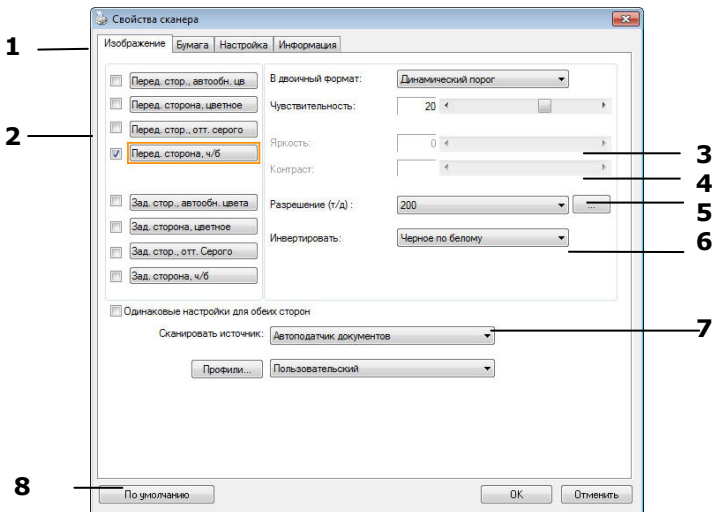 Свойства сканера
1
Изображение Бумага Настройка Информация
Перед. стор., автообн. цв
В двоичный формат: Динамический порог
Перед. сторона, цветное
Чувствительность: 20
2
Перед. стор., отт. серого
Яркость: 0
3
Перед. сторона, ч/б
Контраст:
4
Зад. стор., автообн. цвета
Разрешение (т/д) : 200 ...
5
Зад. сторона, цветное
Инвертировать: Черное по белому
6
Зад. стор., отт. Серого
Зад. сторона, ч/б
Одинаковые настройки для обеих сторон
Сканировать источник: Автоподатчик документов
7
Профили... Пользовательский
8
По умолчанию OK Отменить